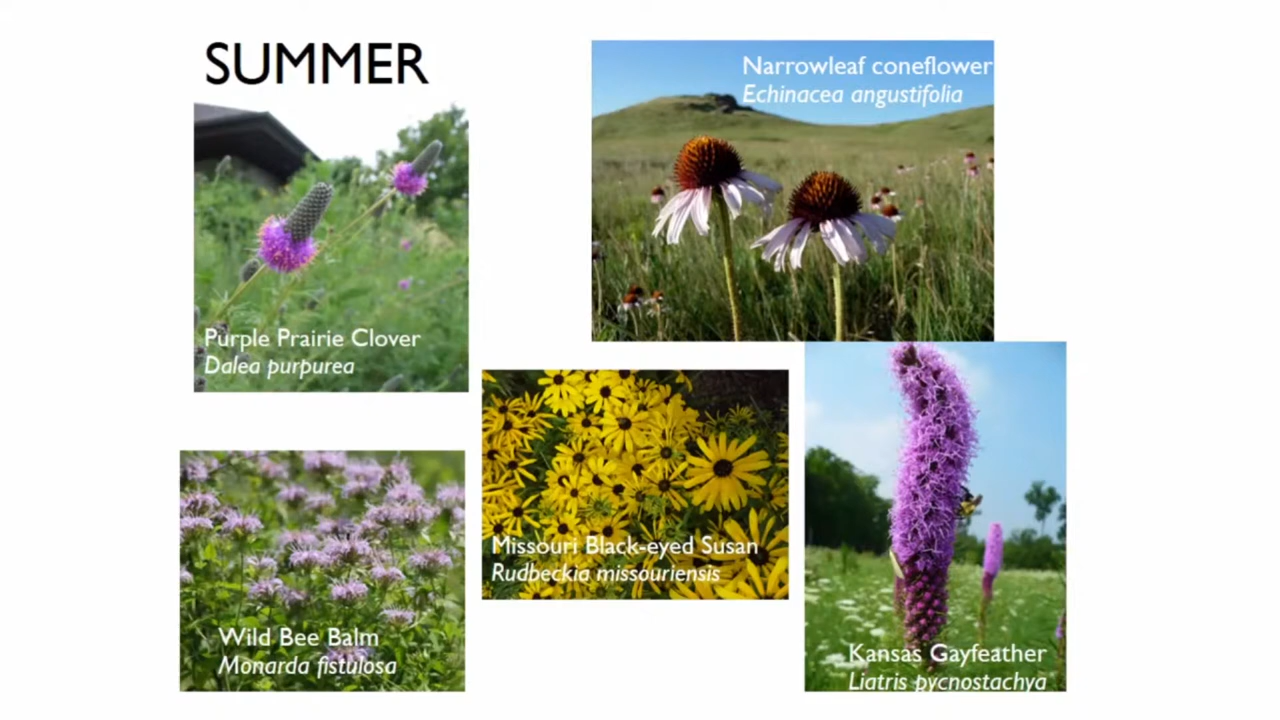 SUMMER
Narrowleaf coneflower
Echinacea angustifolia
Purple Prairie Clover
Dalea purpurea
Missouri Black-eyed Susan
Rudbeckia missouriensis
Wild Bee Balm
Monarda fistulosa
Kansas Gayfeather
Liatris pycnostachya